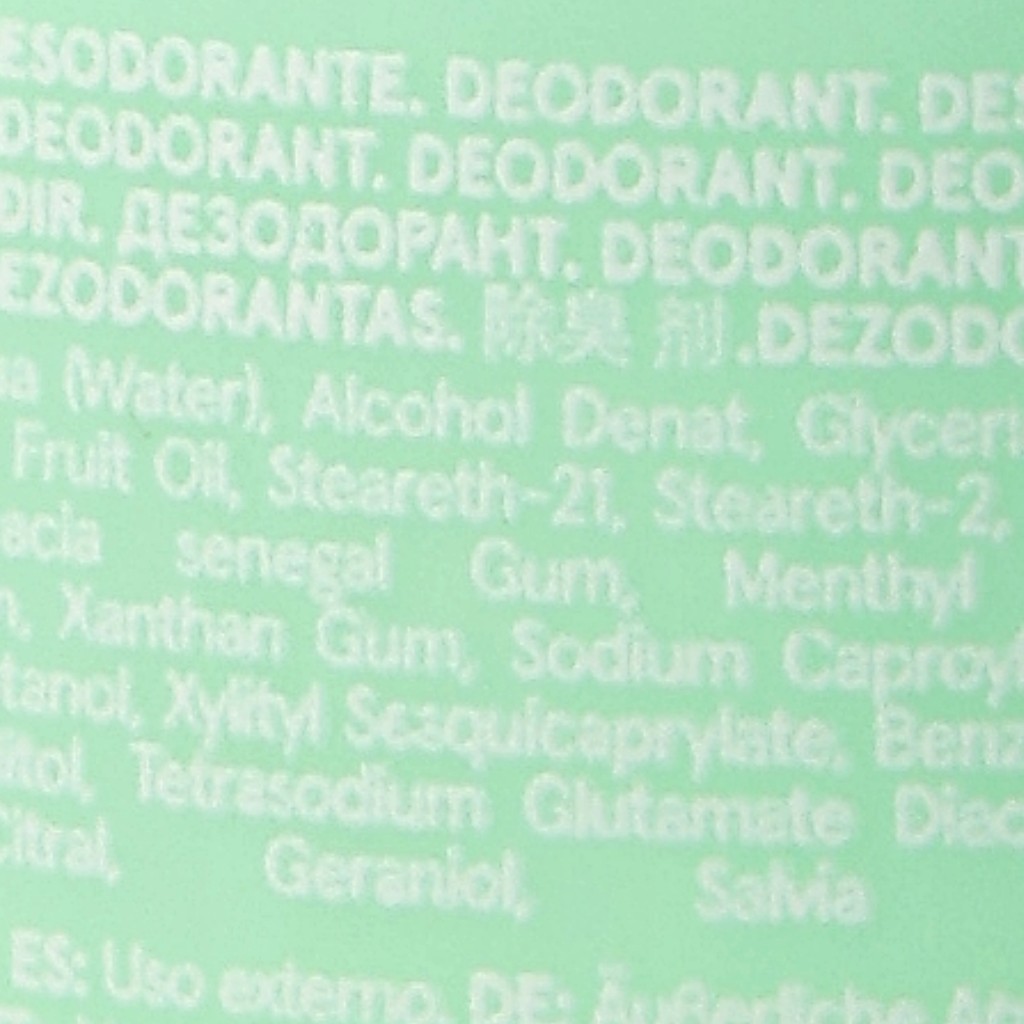 ESODORANTE. DEODORANT. DES
DEODORANT. DEODORANT. DEO
DIR. ДЕЗОДОРАНТ. DEODORANT
EZODORANTAS. 除臭 剂.DEZODO
a (Water), Alcohol Denat, Glyceri
Fruit Oil, Steareth-21, Steareth-2,
acia senegal Gum, Menthyl
n, Xanthan Gum, Sodium Caproyl
tanol, Xylityl Sesquicaprylate, Benz
itol, Tetrasodium Glutamate Diac
Citral, Geraniol, Salvia
ES: Uso externo. DE: Äußerliche An